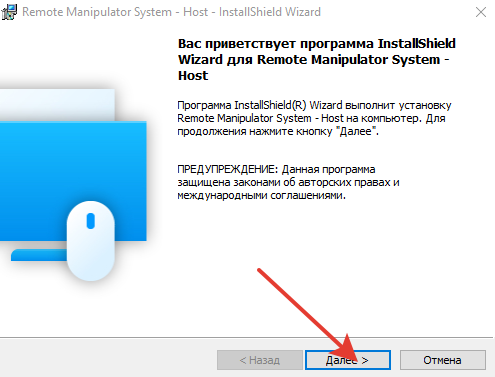 Remote Manipulator System - Host - InstallShield Wizard
Вас приветствует программа InstallShield
Wizard для Remote Manipulator System -
Host
Программа InstallShield(R) Wizard выполнит установку
Remote Manipulator System - Host на компьютер. Для
продолжения нажмите кнопку "Далее".
ПРЕДУПРЕЖДЕНИЕ: Данная программа
защищена законами об авторских правах и
международными соглашениями.
< Назад Далее > Отмена